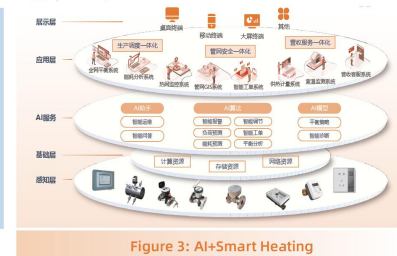 展示层
桌面终端
移动终端
大屏终端
其他
生产调度一体化
管网安全一体化
营收服务一体化
应用层
全网平衡系统
能耗分析系统
热网监控系统
管网GIS系统
智能工单系统
供热计量系统
室温监测系统
管收客服系统
AI服务
AI助手
AI算法
AI模型
智能运维
智能问答
智能预警
智能调节
负荷预测
智能工单
能耗预测
平衡分析
平衡策略
智能诊断
基础层
计算资源
存储资源
网络资源
感知层
Figure 3: AI+Smart Heating